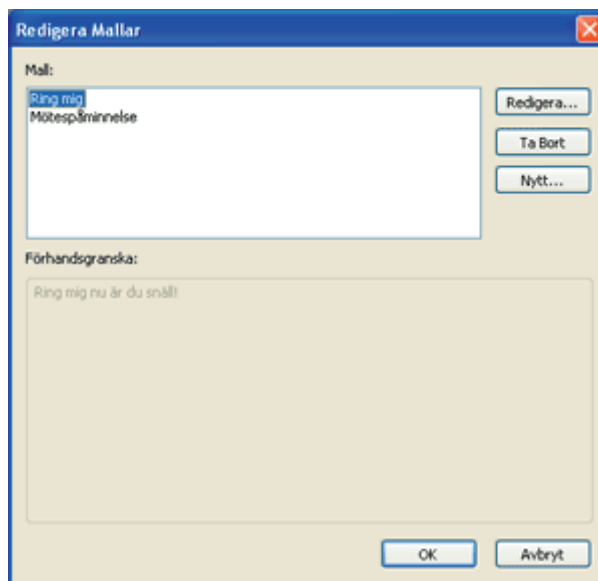 Redigera Mallar
Mall:
Ring mig
Mötespåminnelse
Redigera...
Ta Bort
Nytt...
Förhandsgranska:
Ring mig nu är du snäll!
OK
Avbryt